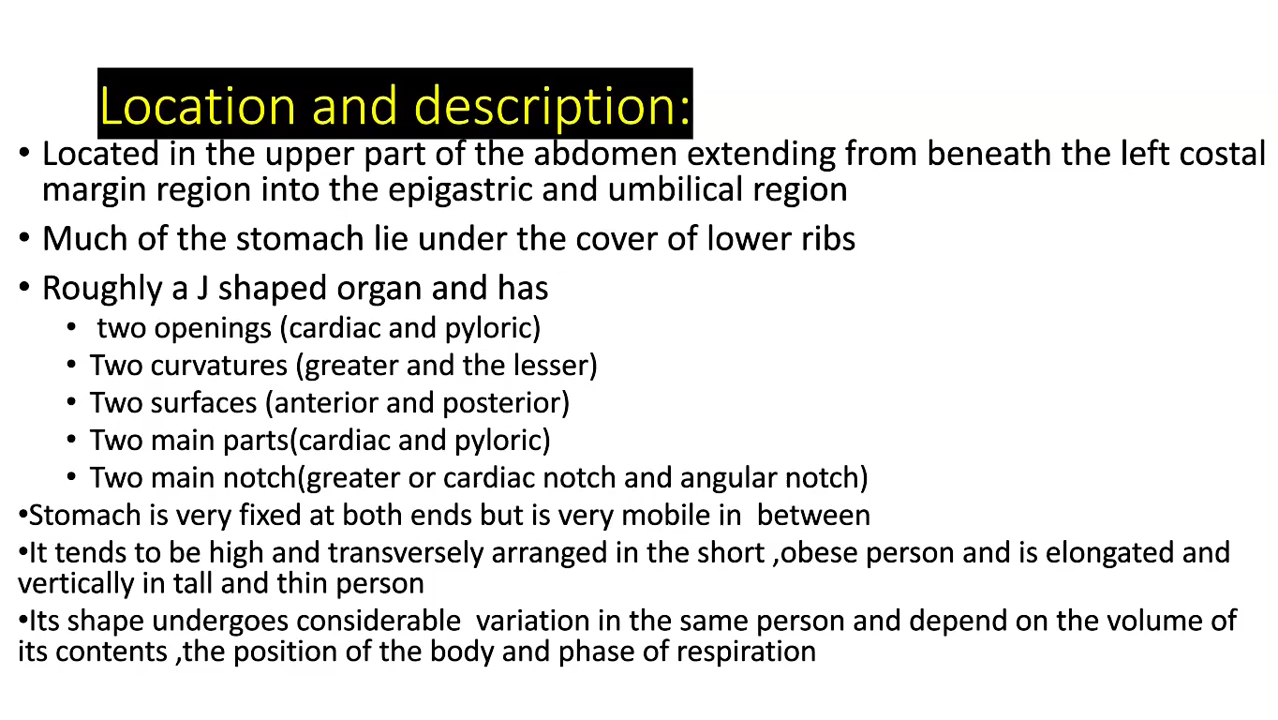 Location and description:
• Located in the upper part of the abdomen extending from beneath the left costal
margin region into the epigastric and umbilical region
• Much of the stomach lie under the cover of lower ribs
• Roughly a J shaped organ and has
• two openings (cardiac and pyloric)
• Two curvatures (greater and the lesser)
• Two surfaces (anterior and posterior)
• Two main parts(cardiac and pyloric)
• Two main notch(greater or cardiac notch and angular notch)
•Stomach is very fixed at both ends but is very mobile in  between
•It tends to be high and transversely arranged in the short ,obese person and is elongated and
vertically in tall and thin person
•Its shape undergoes considerable  variation in the same person and depend on the volume of
its contents ,the position of the body and phase of respiration